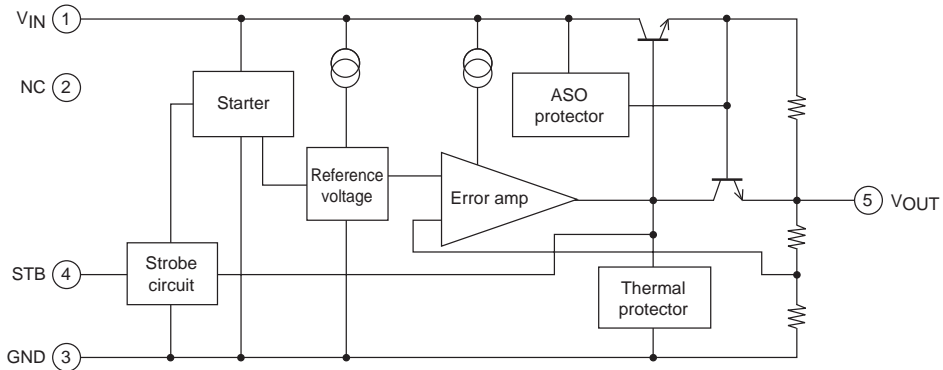 VIN 1
NC 2
Starter
ASO
protector
Reference
voltage
Error amp
5 VOUT
STB 4
Strobe
circuit
Thermal
protector
GND 3